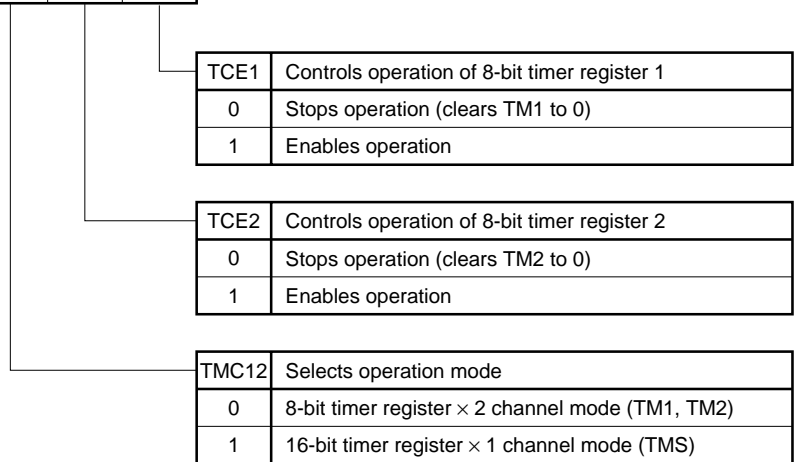 TCE1 Controls operation of 8-bit timer register 1
0 Stops operation (clears TM1 to 0)
1 Enables operation
TCE2 Controls operation of 8-bit timer register 2
0 Stops operation (clears TM2 to 0)
1 Enables operation
TMC12 Selects operation mode
0 8-bit timer register × 2 channel mode (TM1, TM2)
1 16-bit timer register × 1 channel mode (TMS)